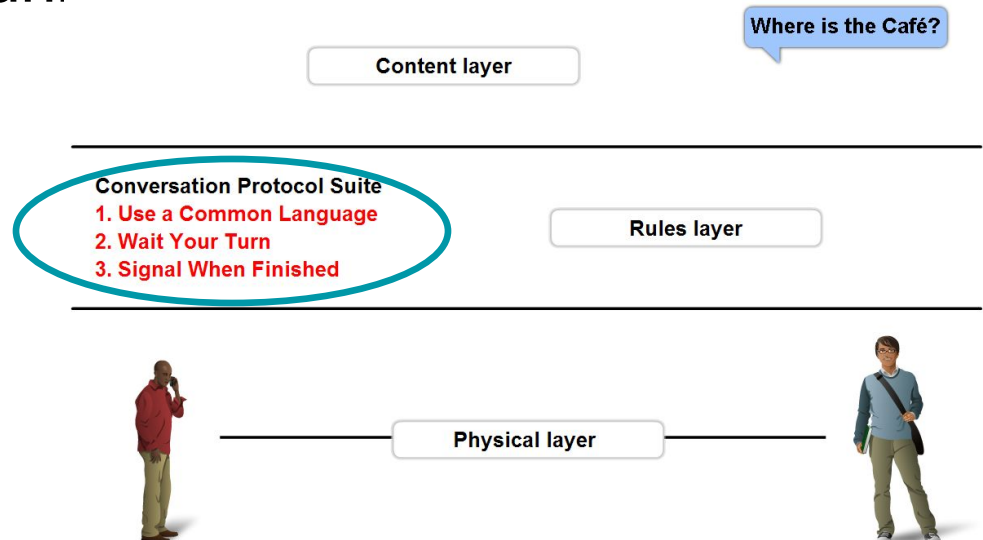 Where is the Café?
Content layer
Conversation Protocol Suite
1. Use a Common Language
2. Wait Your Turn
3. Signal When Finished
Rules layer
Physical layer